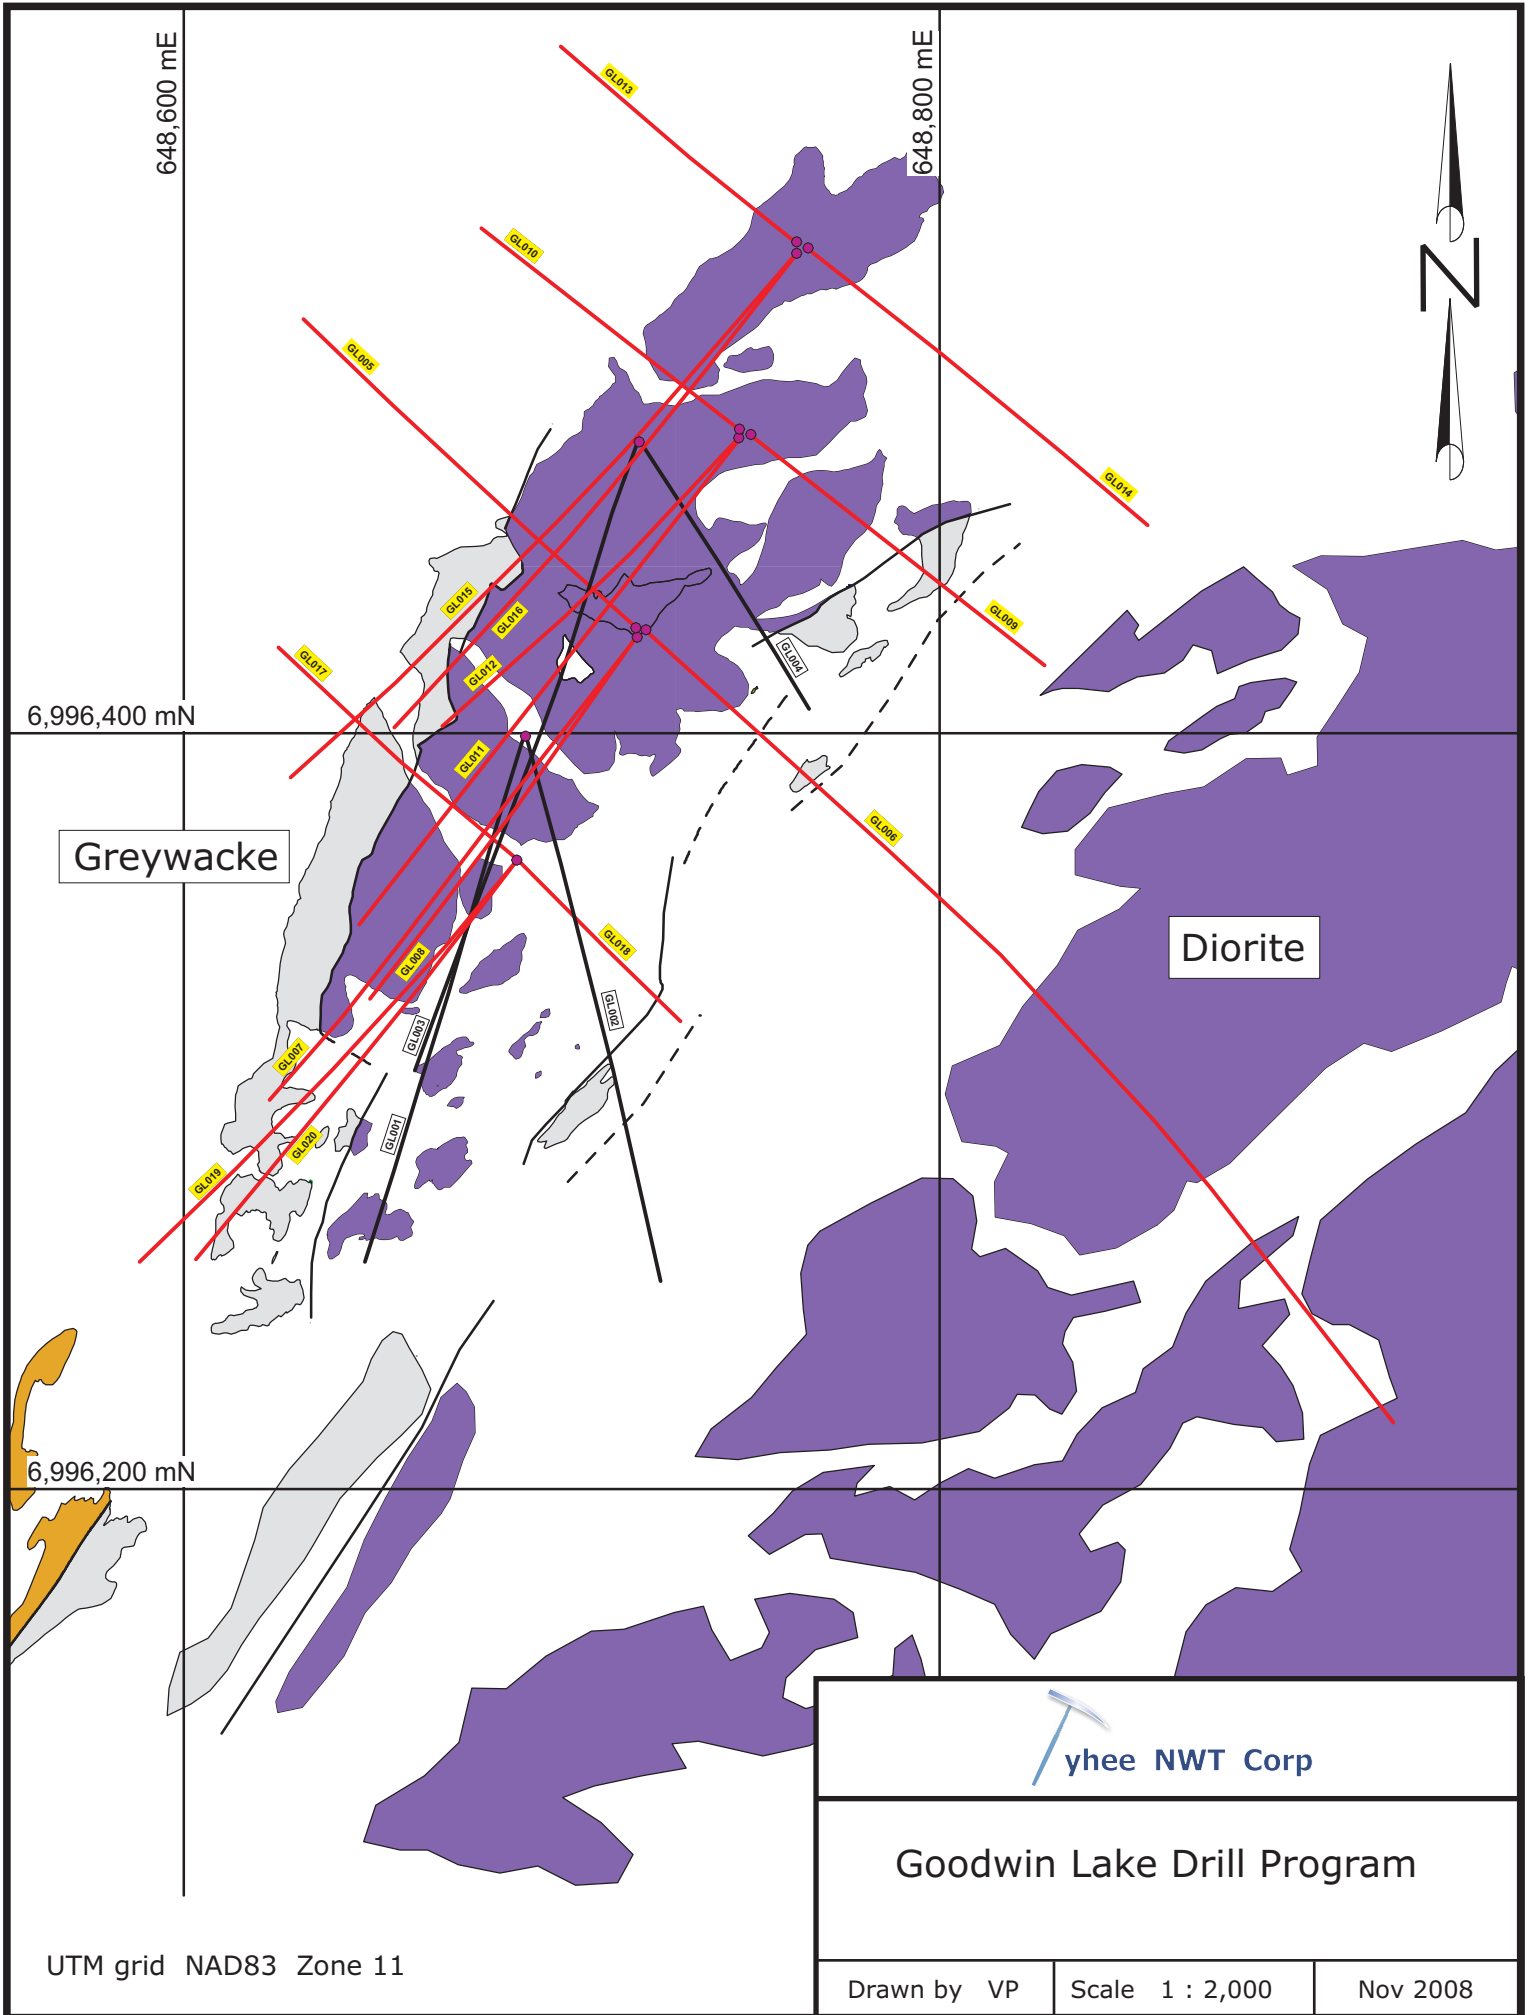 648,600 mE
648,800 mE
GL013
GL010
GL005
GL014
GL015
GL016
GL009
GL017
GL012
GL004
6,996,400 mN
GL011
GL006
Greywacke
GL018
Diorite
GL008
GL002
GL003
GL007
GL001
GL020
GL019
6,996,200 mN
N
yhee NWT Corp
Goodwin Lake Drill Program
UTM grid NAD83 Zone 11
Drawn by VP
Scale 1 : 2,000
Nov 2008